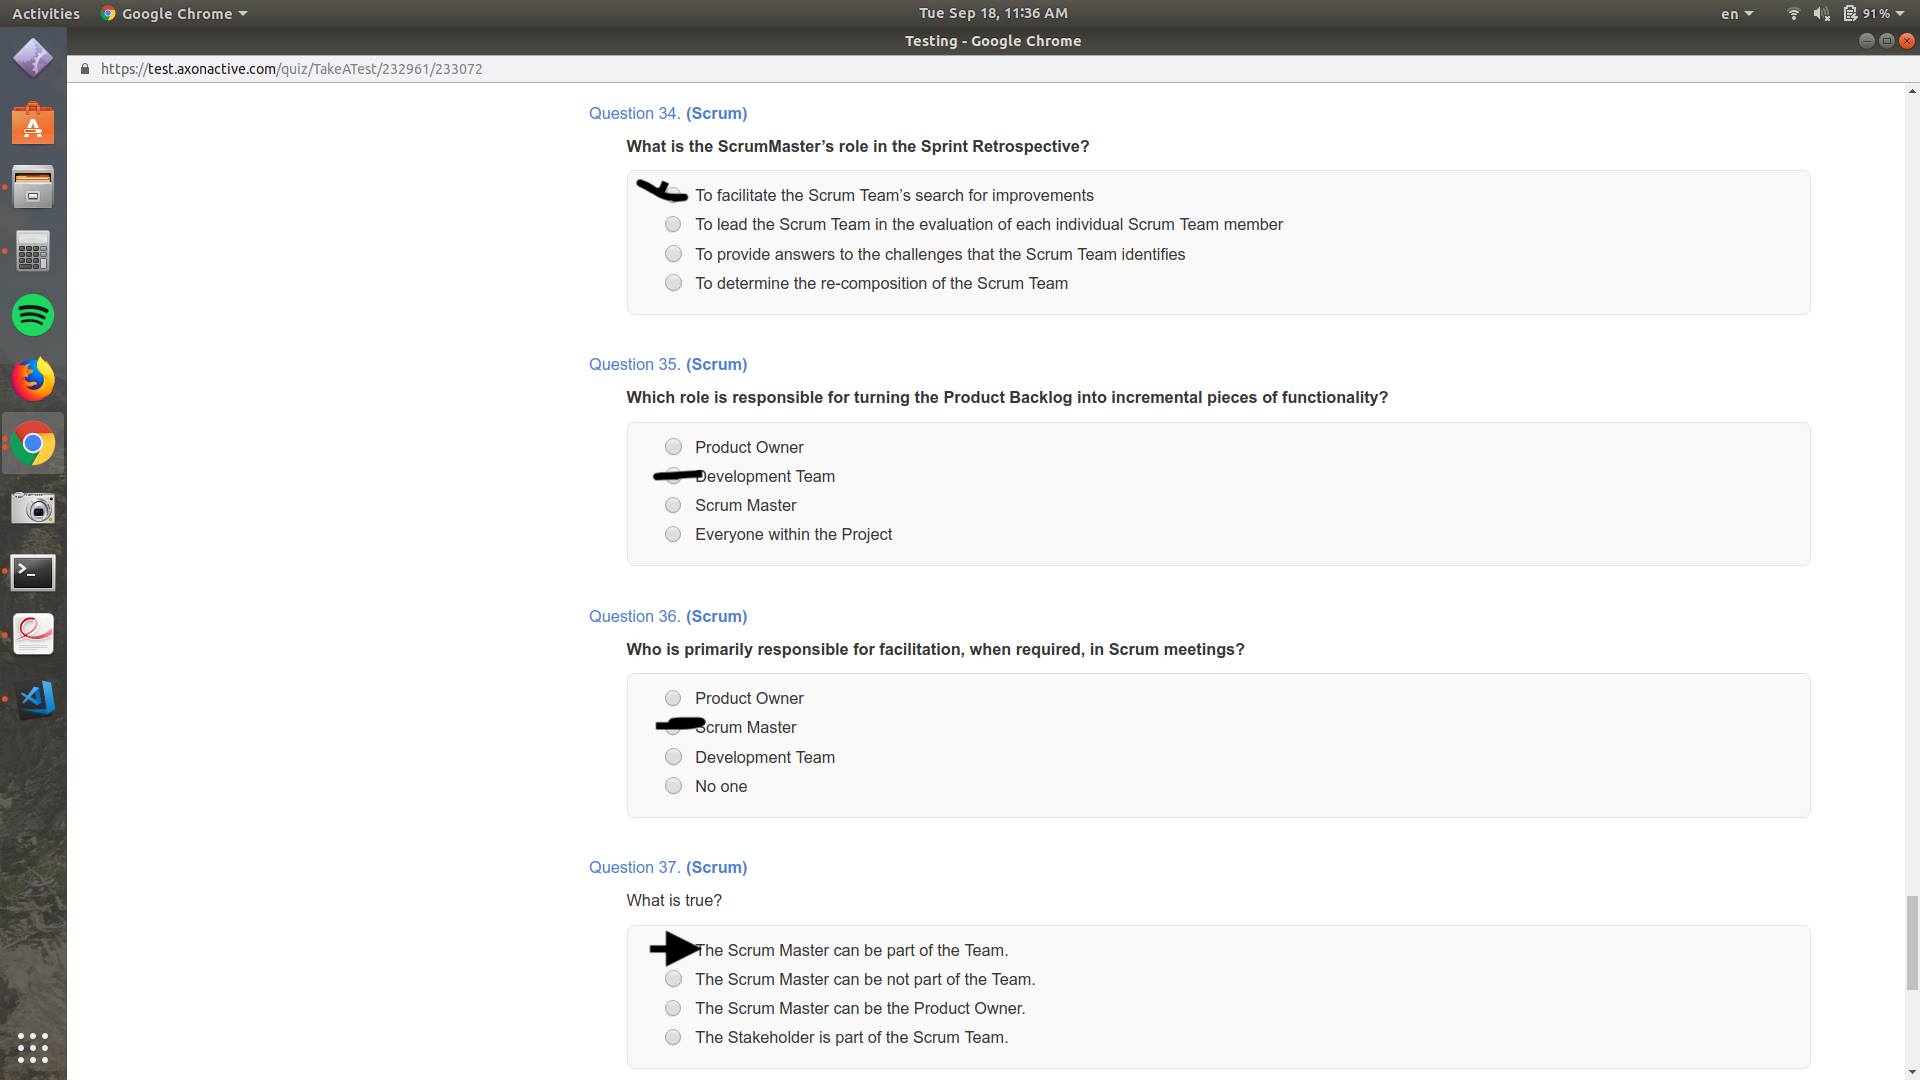 Activities Google Chrome Tue Sep 18, 11:36 AM en 91%
Testing - Google Chrome
https://test.axonactive.com/quiz/TakeATest/232961/233072
Question 34. (Scrum)
What is the ScrumMaster’s role in the Sprint Retrospective?
To facilitate the Scrum Team’s search for improvements
To lead the Scrum Team in the evaluation of each individual Scrum Team member
To provide answers to the challenges that the Scrum Team identifies
To determine the re-composition of the Scrum Team
Question 35. (Scrum)
Which role is responsible for turning the Product Backlog into incremental pieces of functionality?
Product Owner
Development Team
Scrum Master
Everyone within the Project
Question 36. (Scrum)
Who is primarily responsible for facilitation, when required, in Scrum meetings?
Product Owner
Scrum Master
Development Team
No one
Question 37. (Scrum)
What is true?
The Scrum Master can be part of the Team.
The Scrum Master can be not part of the Team.
The Scrum Master can be the Product Owner.
The Stakeholder is part of the Scrum Team.